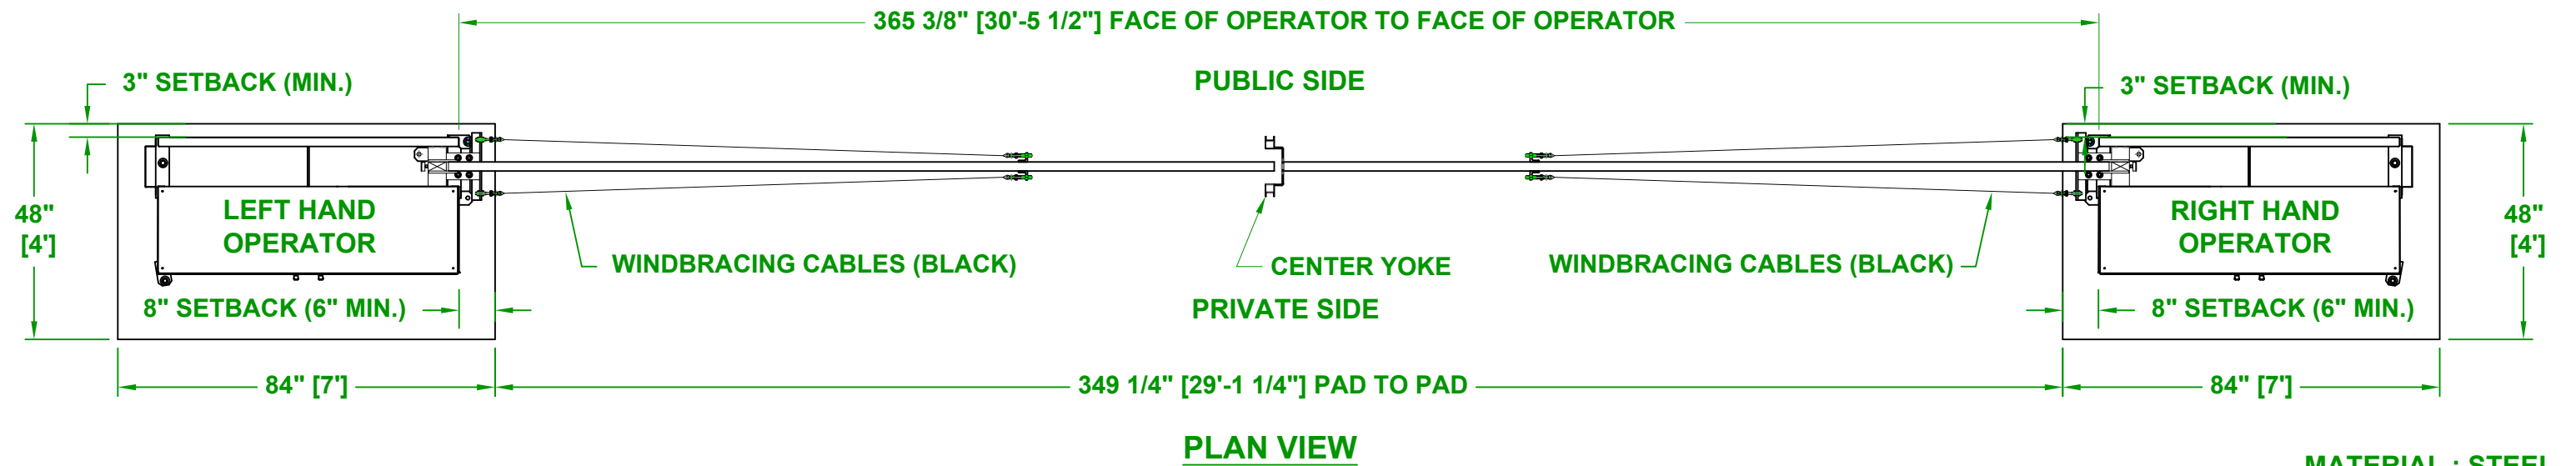 365 3/8" [30'-5 1/2"] FACE OF OPERATOR TO FACE OF OPERATOR
3" SETBACK (MIN.)
PUBLIC SIDE
3" SETBACK (MIN.)
48"
[4']
LEFT HAND
OPERATOR
RIGHT HAND
OPERATOR
48"
[4']
WINDBRACING CABLES (BLACK)
CENTER YOKE
WINDBRACING CABLES (BLACK)
8" SETBACK (6" MIN.)
PRIVATE SIDE
8" SETBACK (6" MIN.)
84" [7']
349 1/4" [29'-1 1/4"] PAD TO PAD
84" [7']
PLAN VIEW
MATERIAL : STEEL